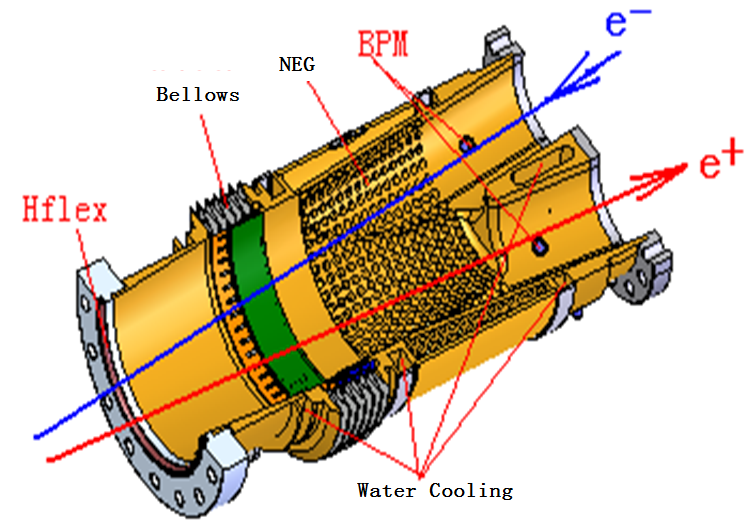 e⁻
BPM
NEG
Bellows
e⁺
Hflex
Water Cooling